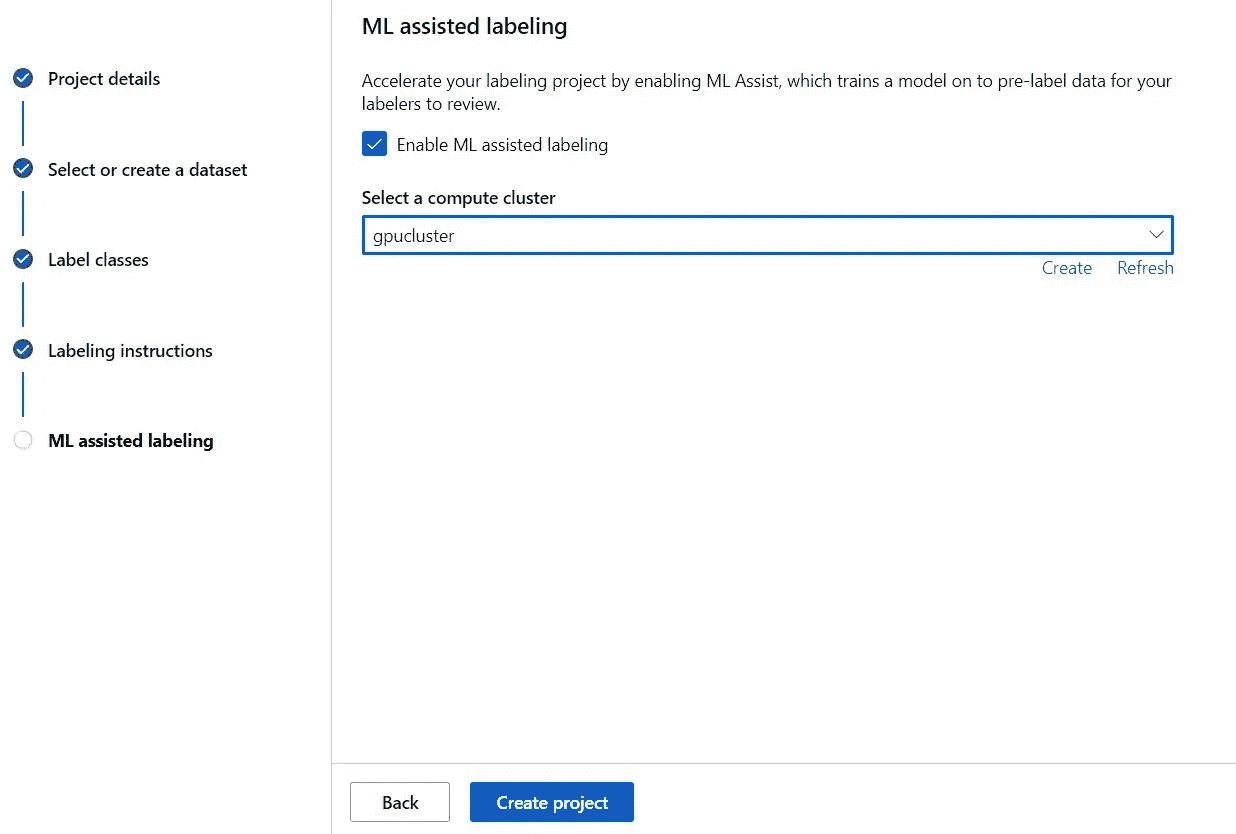 Project details
Select or create a dataset
Label classes
Labeling instructions
ML assisted labeling
ML assisted labeling
Accelerate your labeling project by enabling ML Assist, which trains a model on to pre-label data for your
labelers to review.
Enable ML assisted labeling
Select a compute cluster
gpucluster
Create Refresh
Back Create project